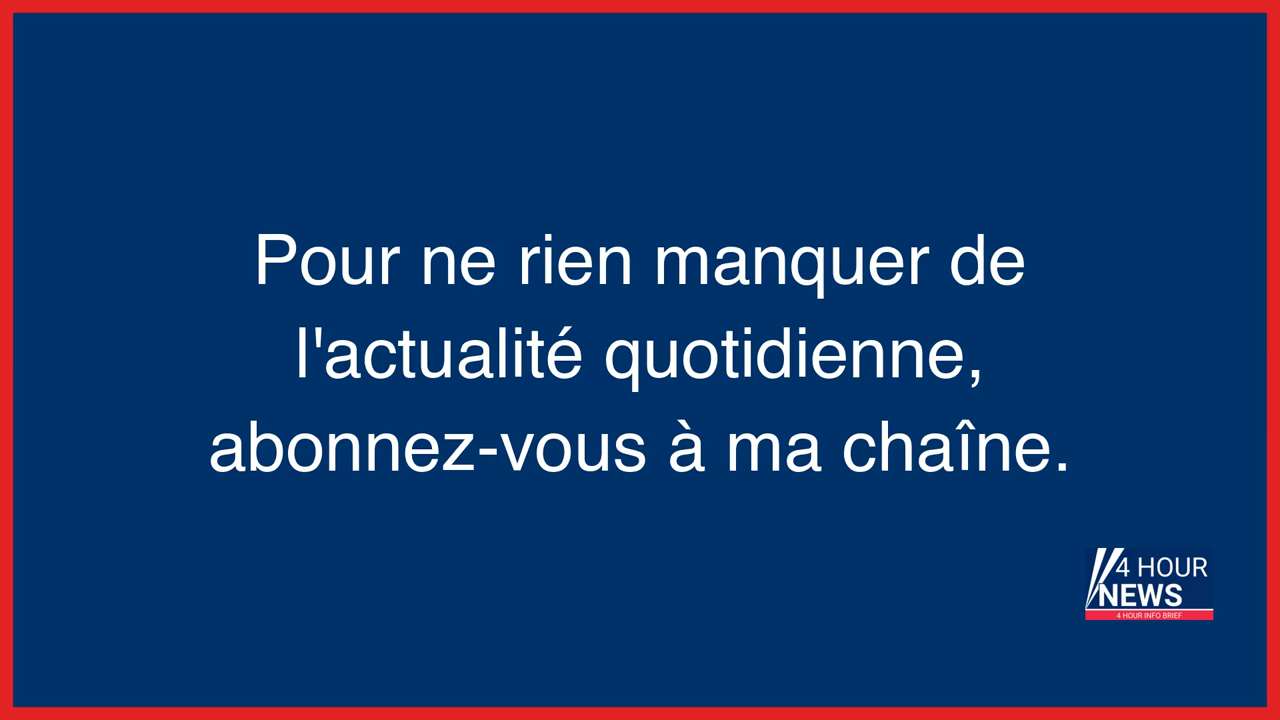 Pour ne rien manquer de
l'actualité quotidienne,
abonnez-vous à ma chaîne.
4 HOUR
NEWS
4 HOUR INFO BRIEF